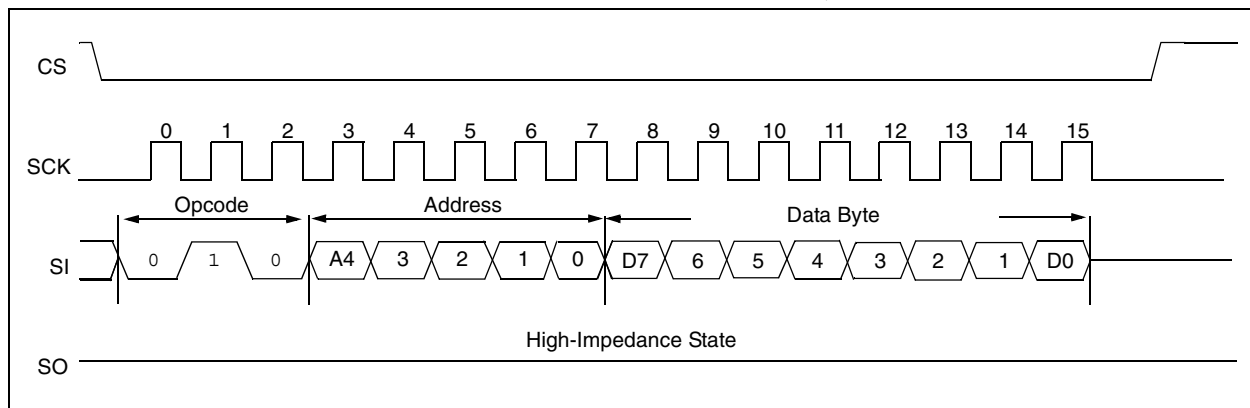 CS
0 1 2 3 4 5 6 7 8 9 10 11 12 13 14 15
SCK
Opcode Address Data Byte
SI 0 1 0 A4 3 2 1 0 D7 6 5 4 3 2 1 D0
High-Impedance State
SO